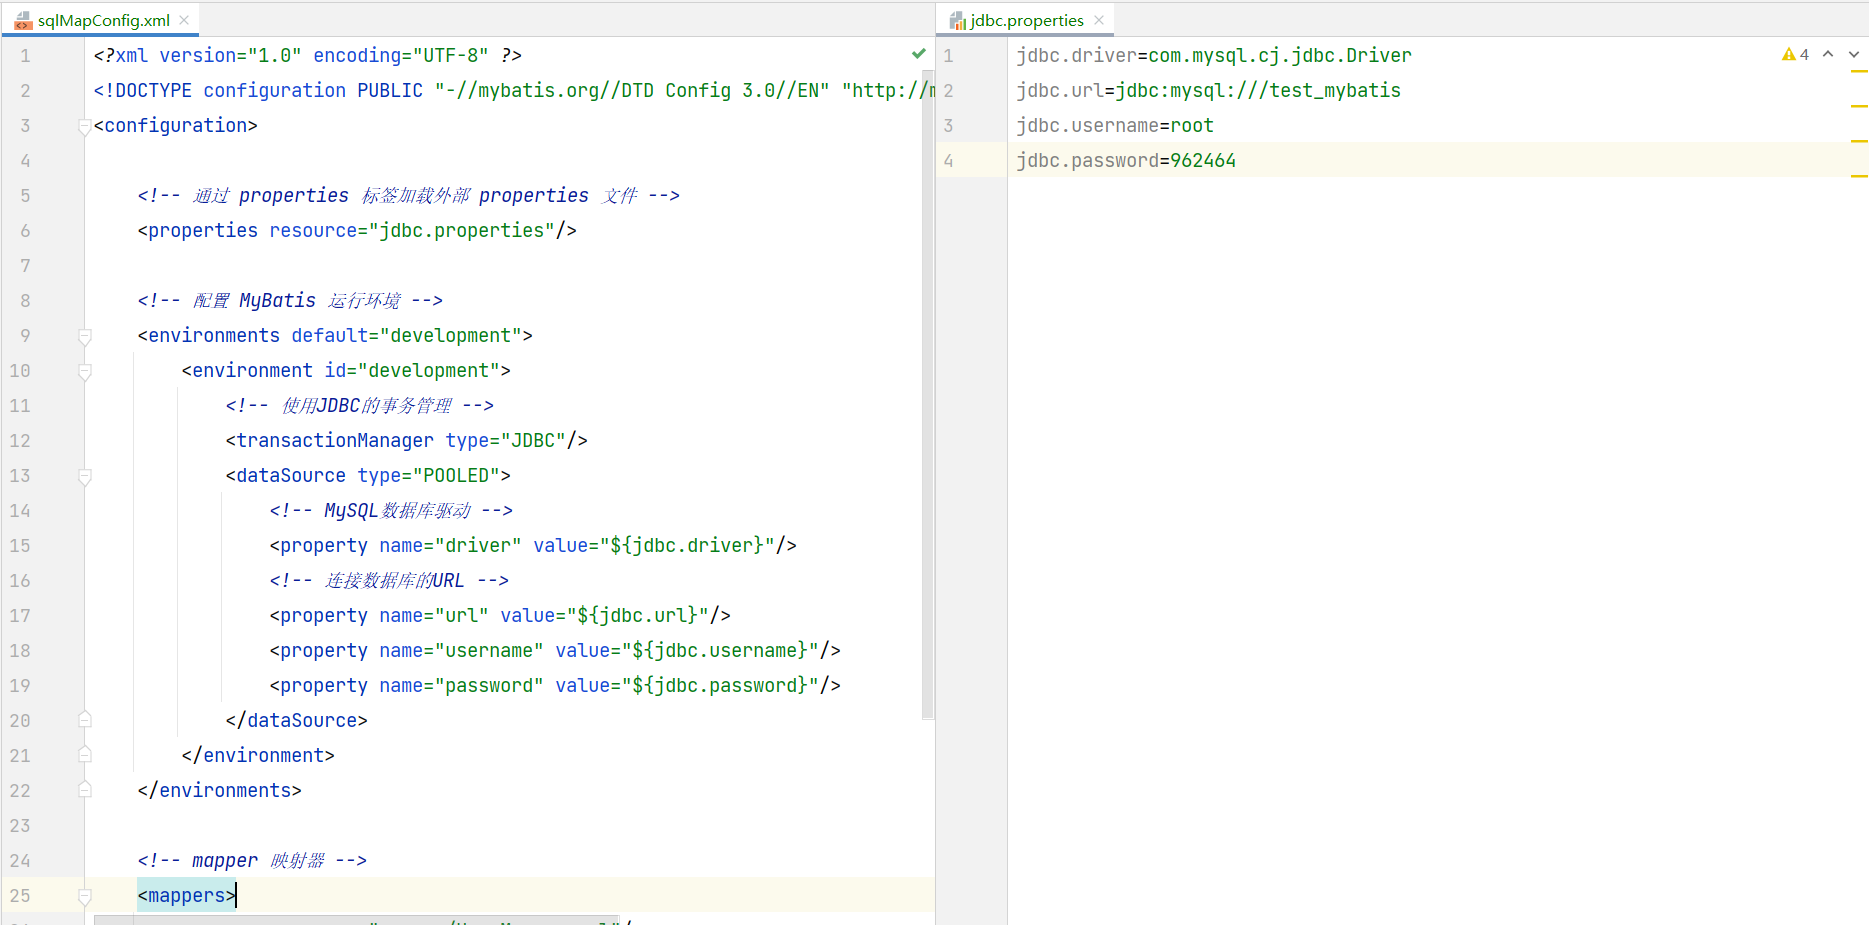 sqlMapConfig.xml
1 <?xml version="1.0" encoding="UTF-8" ?>
2 <!DOCTYPE configuration PUBLIC "-//mybatis.org//DTD Config 3.0//EN" "http://
3 <configuration>
4
5 <!-- 通过 properties 标签加载外部 properties 文件 -->
6 <properties resource="jdbc.properties"/>
7
8 <!-- 配置 MyBatis 运行环境 -->
9 <environments default="development">
10 <environment id="development">
11 <!-- 使用JDBC的事务管理 -->
12 <transactionManager type="JDBC"/>
13 <dataSource type="POOLED">
14 <!-- MySQL数据库驱动 -->
15 <property name="driver" value="${jdbc.driver}"/>
16 <!-- 连接数据库的URL -->
17 <property name="url" value="${jdbc.url}"/>
18 <property name="username" value="${jdbc.username}"/>
19 <property name="password" value="${jdbc.password}"/>
20 </dataSource>
21 </environment>
22 </environments>
23
24 <!-- mapper 映射器 -->
25 <mappers>
jdbc.properties
1 jdbc.driver=com.mysql.cj.jdbc.Driver
2 jdbc.url=jdbc:mysql:///test_mybatis
3 jdbc.username=root
4 jdbc.password=962464
4